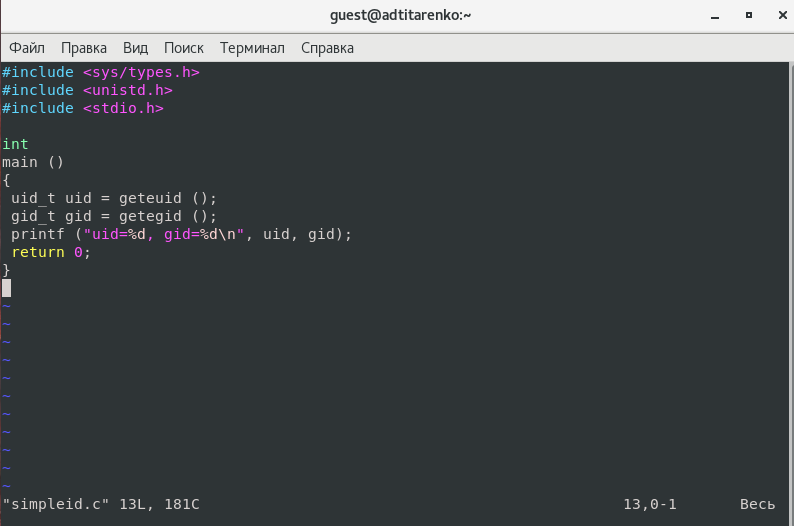 guest@adtitarenko:~
Файл Правка Вид Поиск Терминал Справка
#include <sys/types.h>
#include <unistd.h>
#include <stdio.h>
int
main ()
{
 uid_t uid = geteuid ();
 gid_t gid = getegid ();
 printf ("uid=%d, gid=%d\n", uid, gid);
 return 0;
}
~
~
~
~
~
~
~
~
~
~
~
"simpleid.c" 13L, 181C 13,0-1 Весь